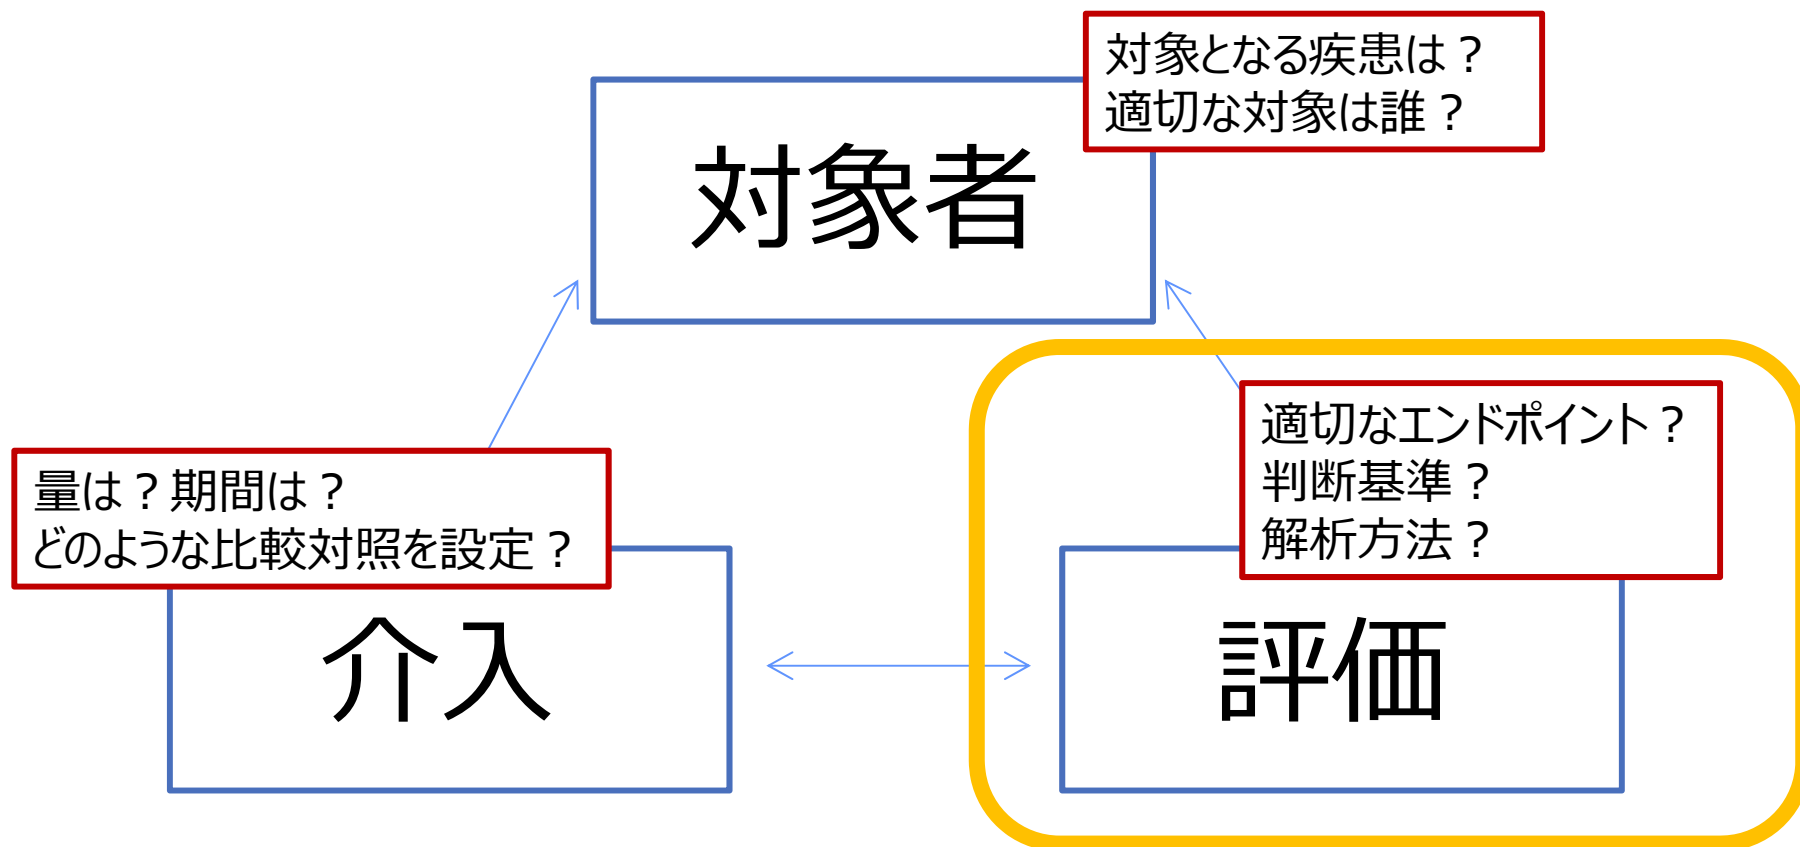 対象となる疾患は？
適切な対象は誰？
対象者
適切なエンドポイント？
判断基準？
解析方法？
量は？期間は？
どのような比較対照を設定？
介入
評価